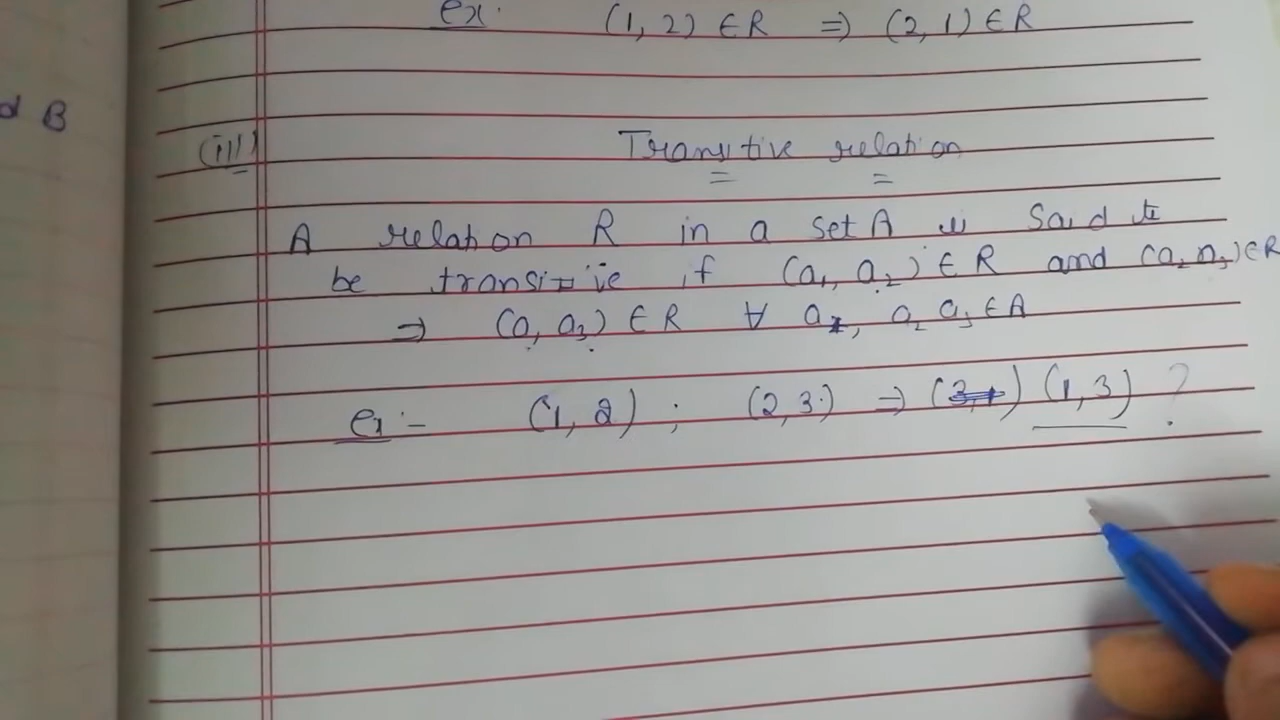 ex. (1, 2) ∈ R ⇒ (2, 1) ∈ R
d B
(iii) Transitive relation
A relation R in a set A is Said to
be transitive if (a₁, a₂) ∈ R and (a₂ a₃) ∈ R
⇒ (a₁ a₃) ∈ R ∀ a₁, a₂ a₃ ∈ A
ex - (1, 2) ; (2, 3) ⇒ (1, 3) ?